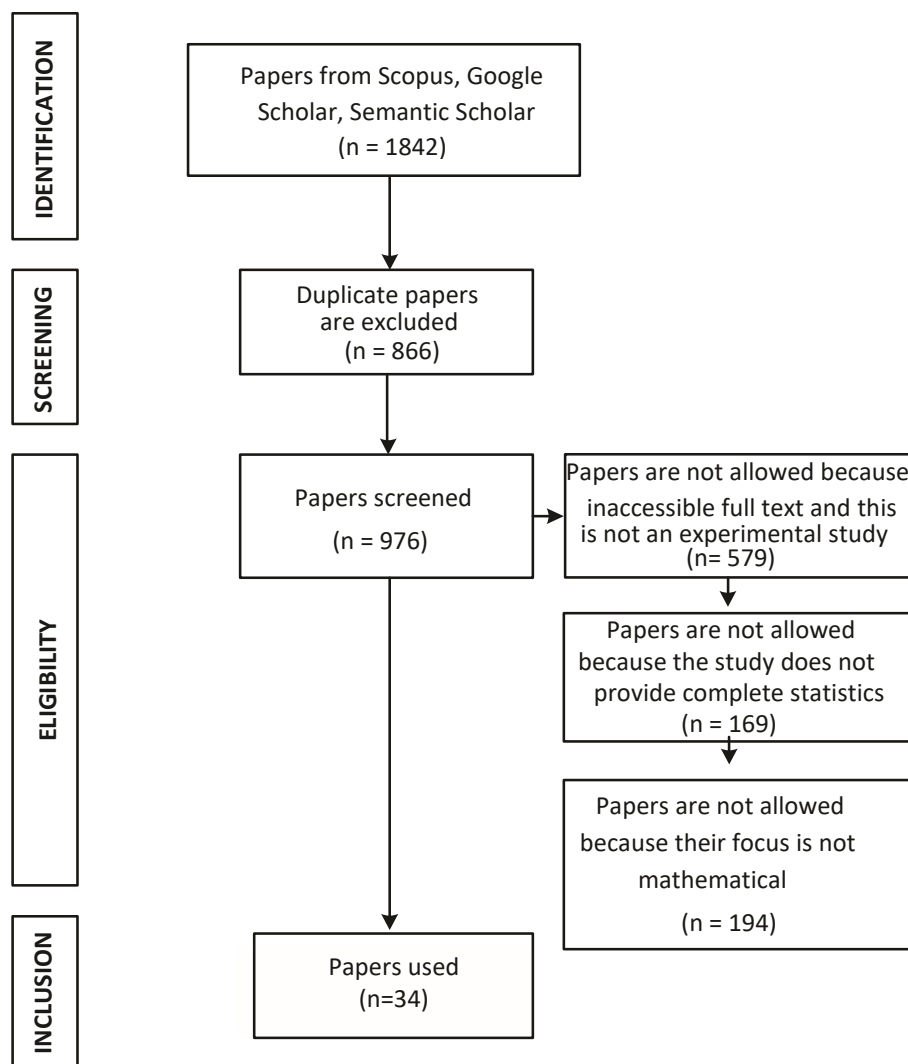 IDENTIFICATION
Papers from Scopus, Google
Scholar, Semantic Scholar
(n = 1842)
SCREENING
Duplicate papers
are excluded
(n = 866)
ELIGIBILITY
Papers screened
(n = 976)
Papers are not allowed because
inaccessible full text and this
is not an experimental study
(n= 579)
Papers are not allowed
because the study does not
provide complete statistics
(n = 169)
Papers are not allowed
because their focus is not
mathematical
(n = 194)
INCLUSION
Papers used
(n=34)